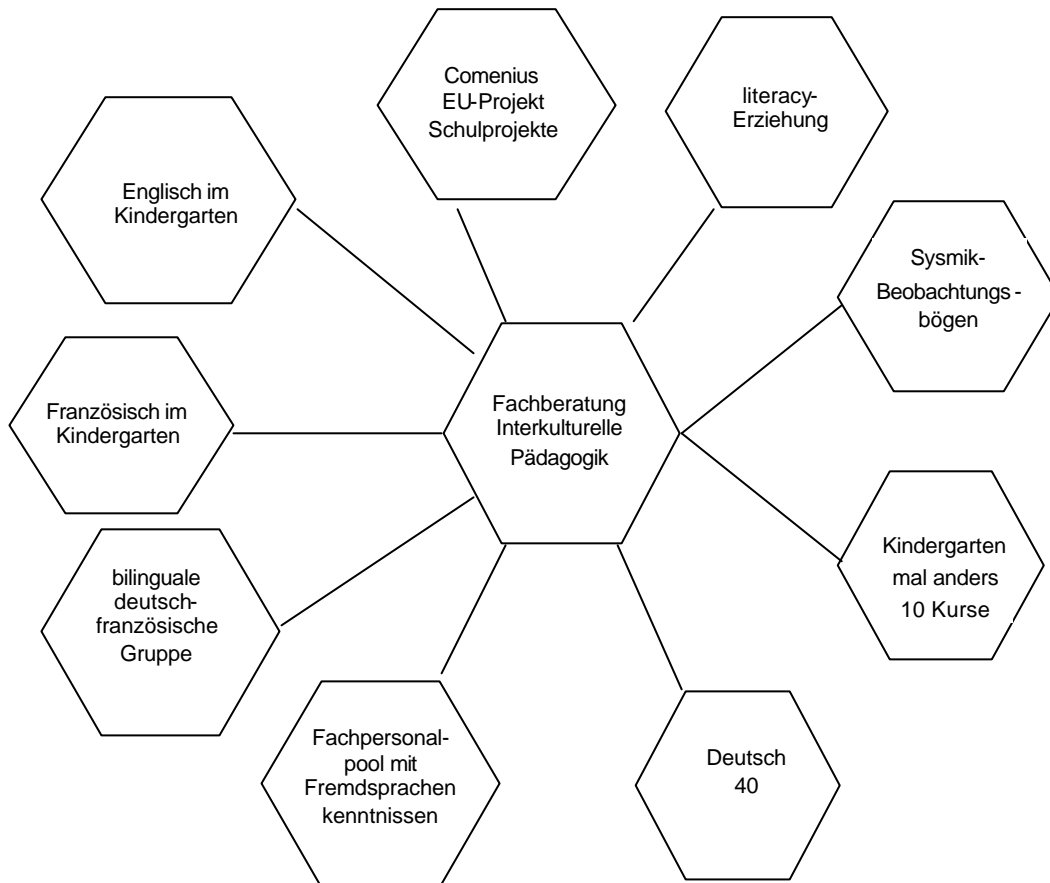 Comenius
EU-Projekt
Schulprojekte
literacy-
Erziehung
Englisch im
Kindergarten
Sysmik-
Beobachtungs-
bögen
Französisch im
Kindergarten
Fachberatung
Interkulturelle
Pädagogik
Kindergarten
mal anders
10 Kurse
bilinguale
deutsch-
französische
Gruppe
Fachpersonal-
pool mit
Fremdsprachen
kenntnissen
Deutsch
40